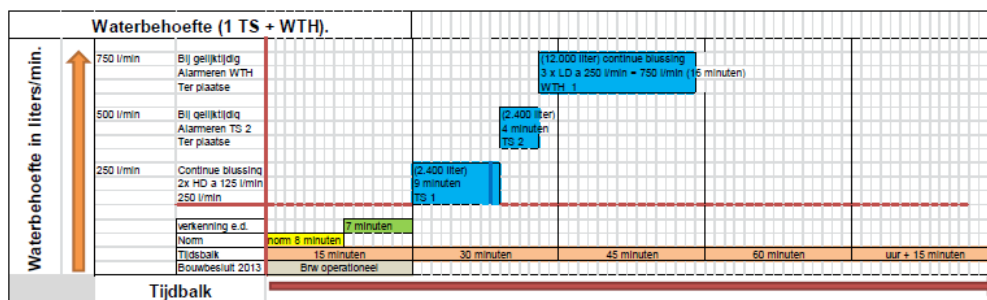 Waterbehoefte (1 TS + WTH).
Waterbehoefte in liters/min.
750 l/min
Bij gelijktijdig
Alarmeren WTH
Ter plaatse
(12.000 liter) continue blussing
3 x LD a 250 l/min = 750 l/min (16 minuten)
WTH 1
500 l/min
Bij gelijktijdig
Alarmeren TS 2
Ter plaatse
(2.400 liter)
4 minuten
TS 2
250 l/min
Continue blussing
2x HD a 125 l/min
250 l/min
(2.400 liter)
9 minuten
TS 1
verkenning e.d.
7 minuten
Norm
norm 8 minuten
Tijdsbalk
15 minuten
30 minuten
45 minuten
60 minuten
uur + 15 minuten
Bouwbesluit 2013
Brw operationeel
Tijdbalk